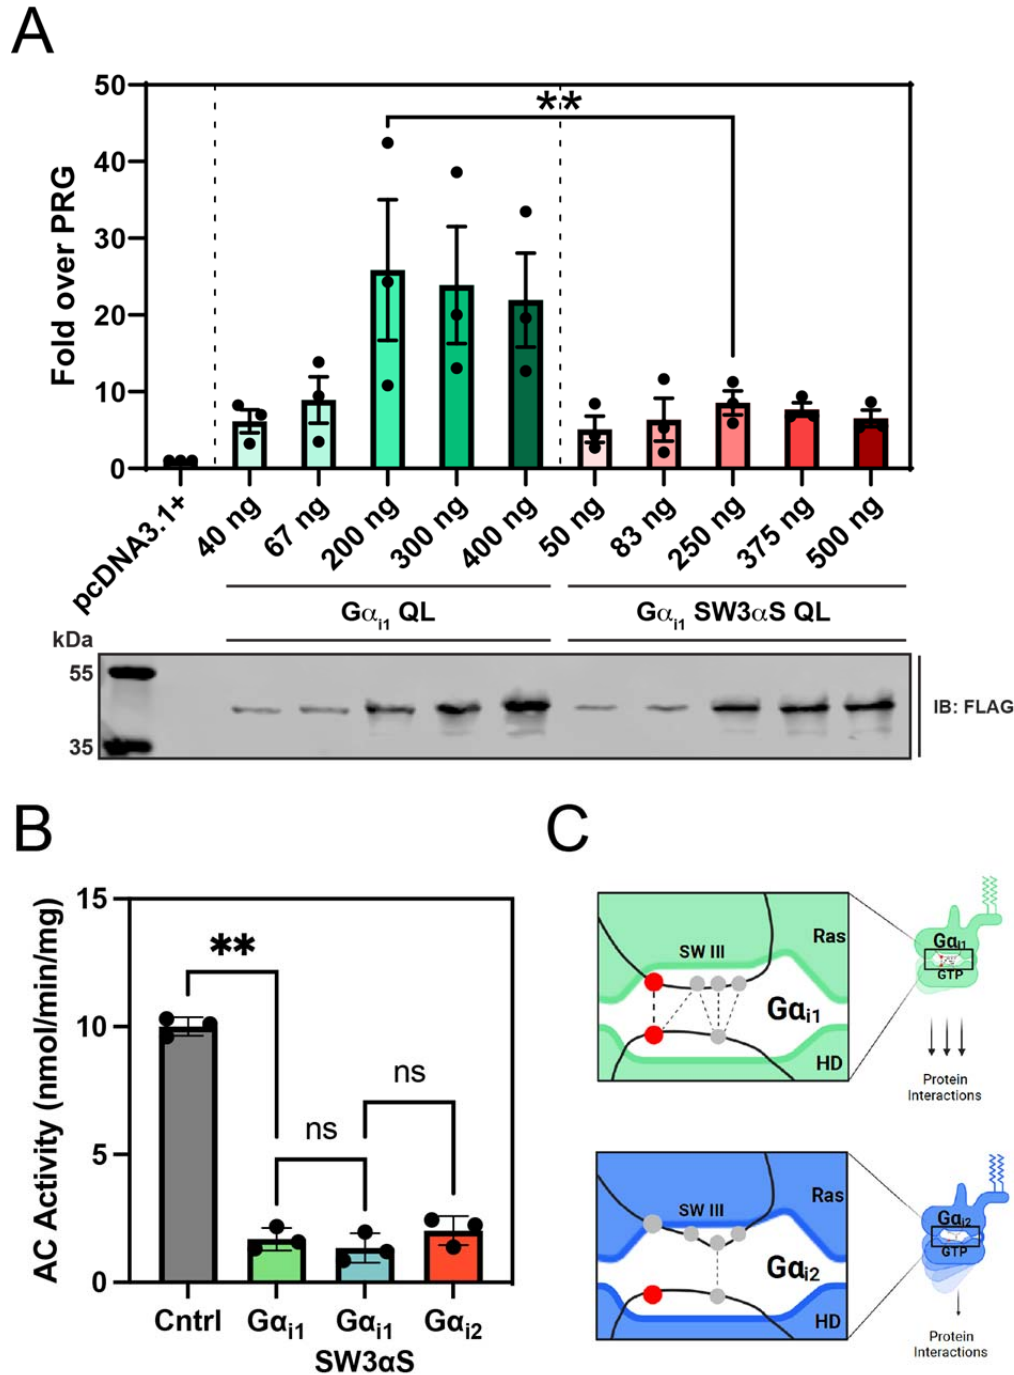 A
Fold over PRG
50
40
30
20
10
0
**
pcDNA3.1+
40 ng
67 ng
200 ng
300 ng
400 ng
50 ng
83 ng
250 ng
375 ng
500 ng
Gαi1 QL
Gαi1 SW3αS QL
kDa
55
35
IB: FLAG
B
AC Activity (nmol/min/mg)
15
10
5
0
**
ns
ns
Cntrl
Gαi1
Gαi1
SW3αS
Gαi2
C
Ras
SW III
Gαi1
HD
Gαi1
GTP
Protein
Interactions
Ras
SW III
Gαi2
HD
Gαi2
GTP
Protein
Interactions